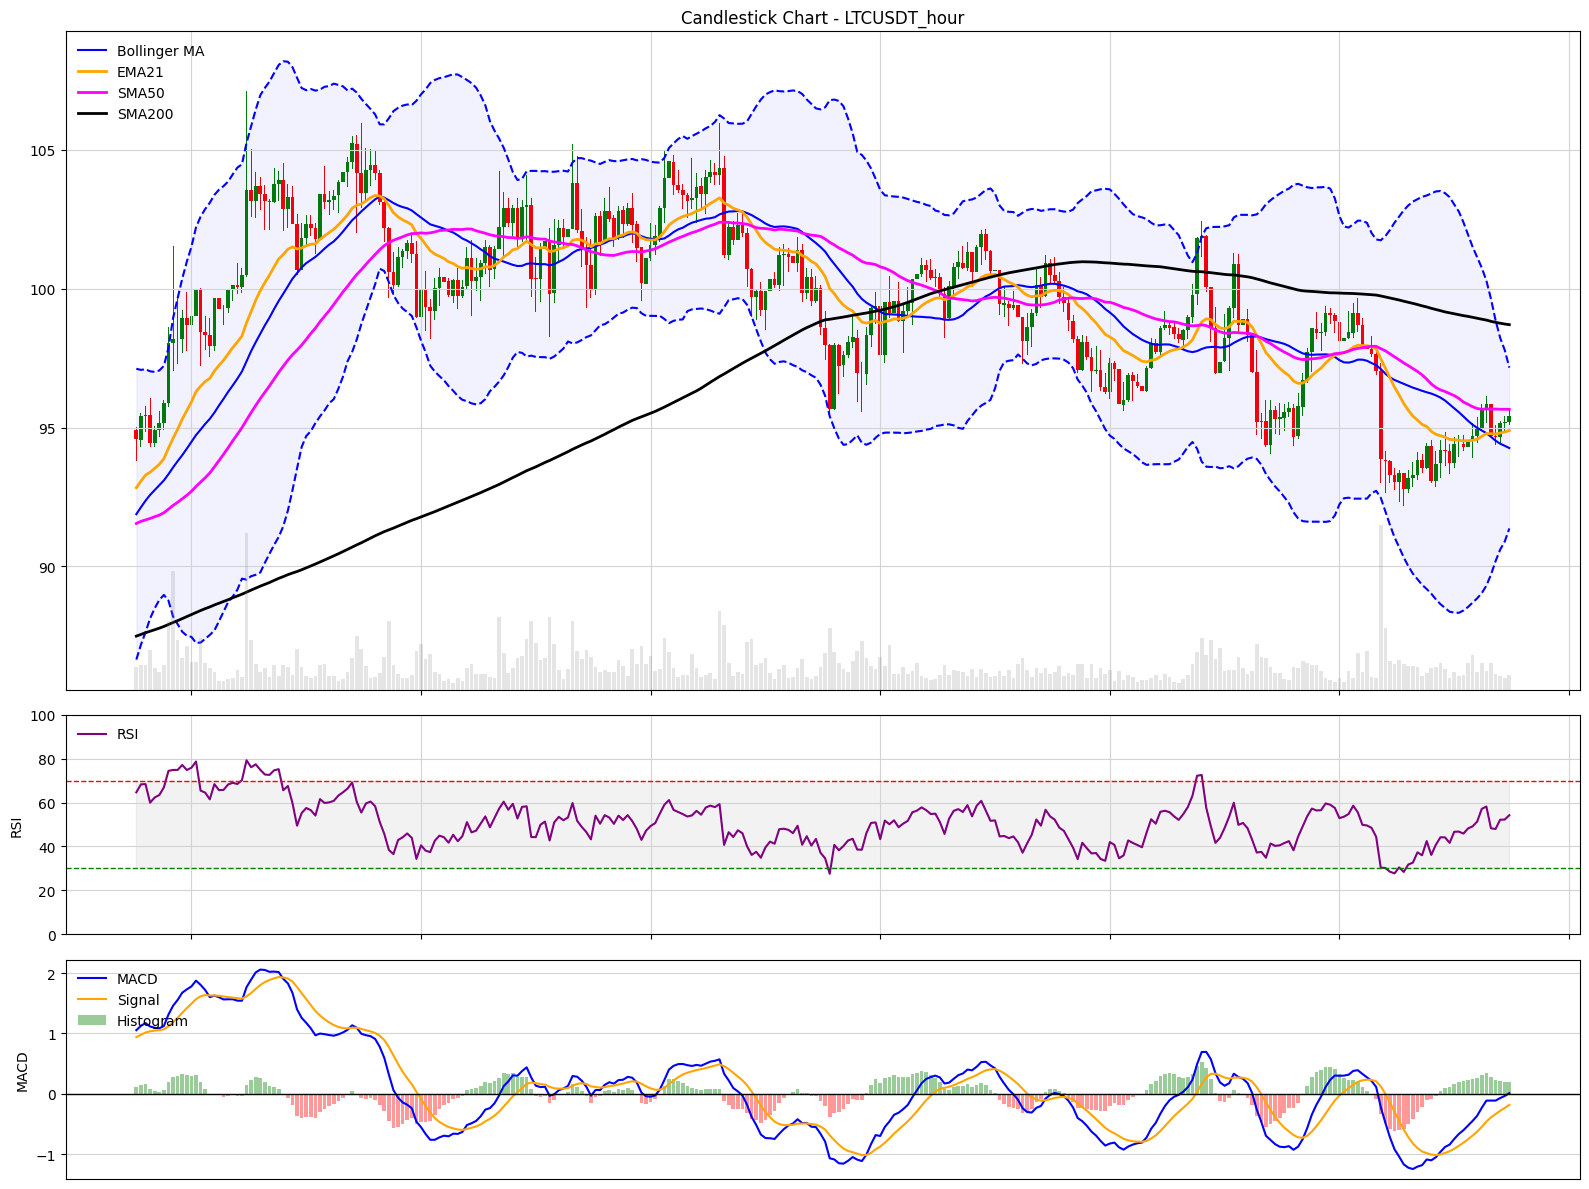 Candlestick Chart - LTCUSDT_hour
Bollinger MA
EMA21
SMA50
SMA200
105
100
95
90
RSI
100
80
60
40
20
0
RSI
MACD
Signal
Histogram
2
1
0
−1
MACD